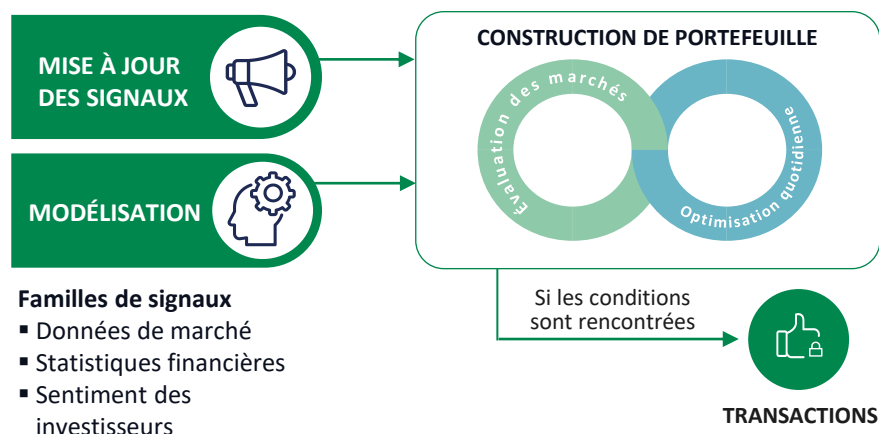 MISE À JOUR
DES SIGNAUX
MODÉLISATION
Familles de signaux
▪ Données de marché
▪ Statistiques financières
▪ Sentiment des
investisseurs
CONSTRUCTION DE PORTEFEUILLE
Évaluation des marchés
Optimisation quotidienne
Si les conditions
sont rencontrées
TRANSACTIONS